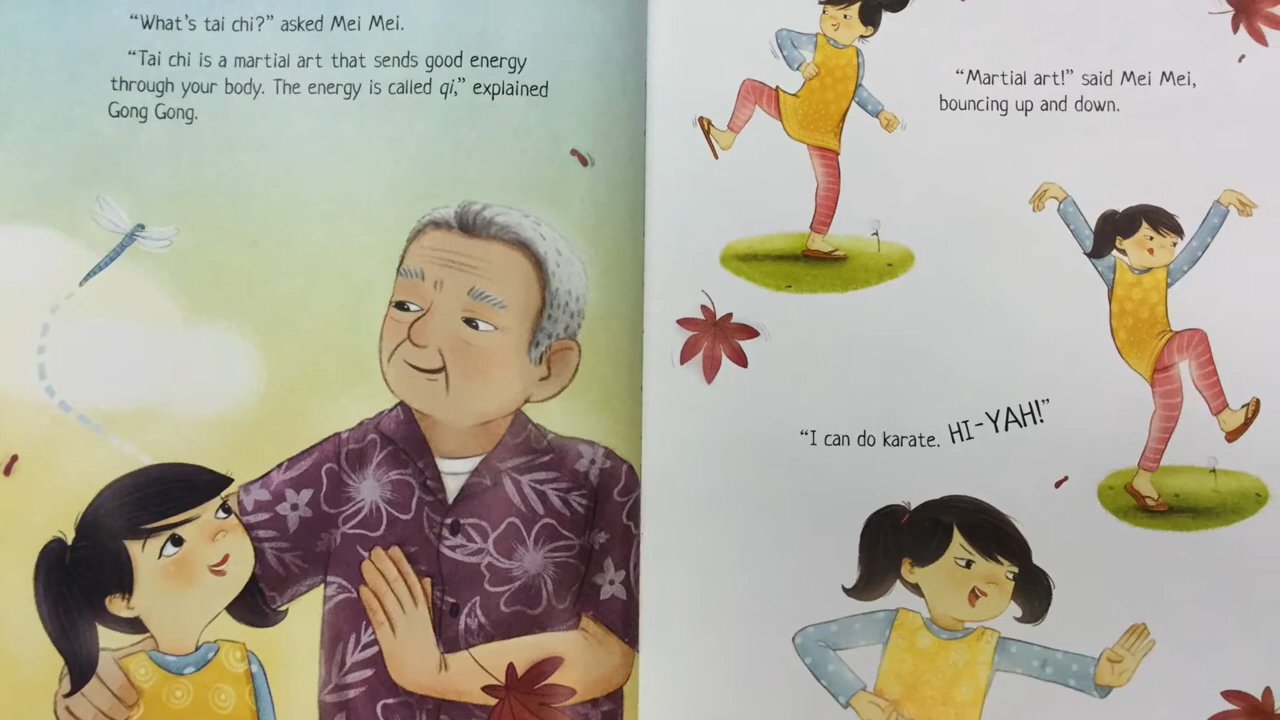 “What’s tai chi?” asked Mei Mei.
“Tai chi is a martial art that sends good energy
through your body. The energy is called qi,” explained
Gong Gong.
“Martial art!” said Mei Mei,
bouncing up and down.
“I can do karate. HI-YAH!”